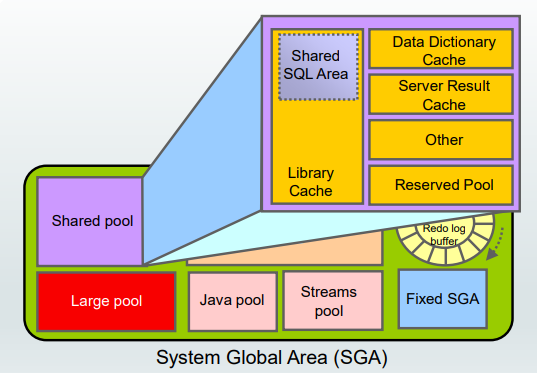 Shared
SQL Area
Library
Cache
Data Dictionary
Cache
Server Result
Cache
Other
Reserved Pool
Shared pool
Redo log
buffer
Large pool
Java pool
Streams
pool
Fixed SGA
System Global Area (SGA)